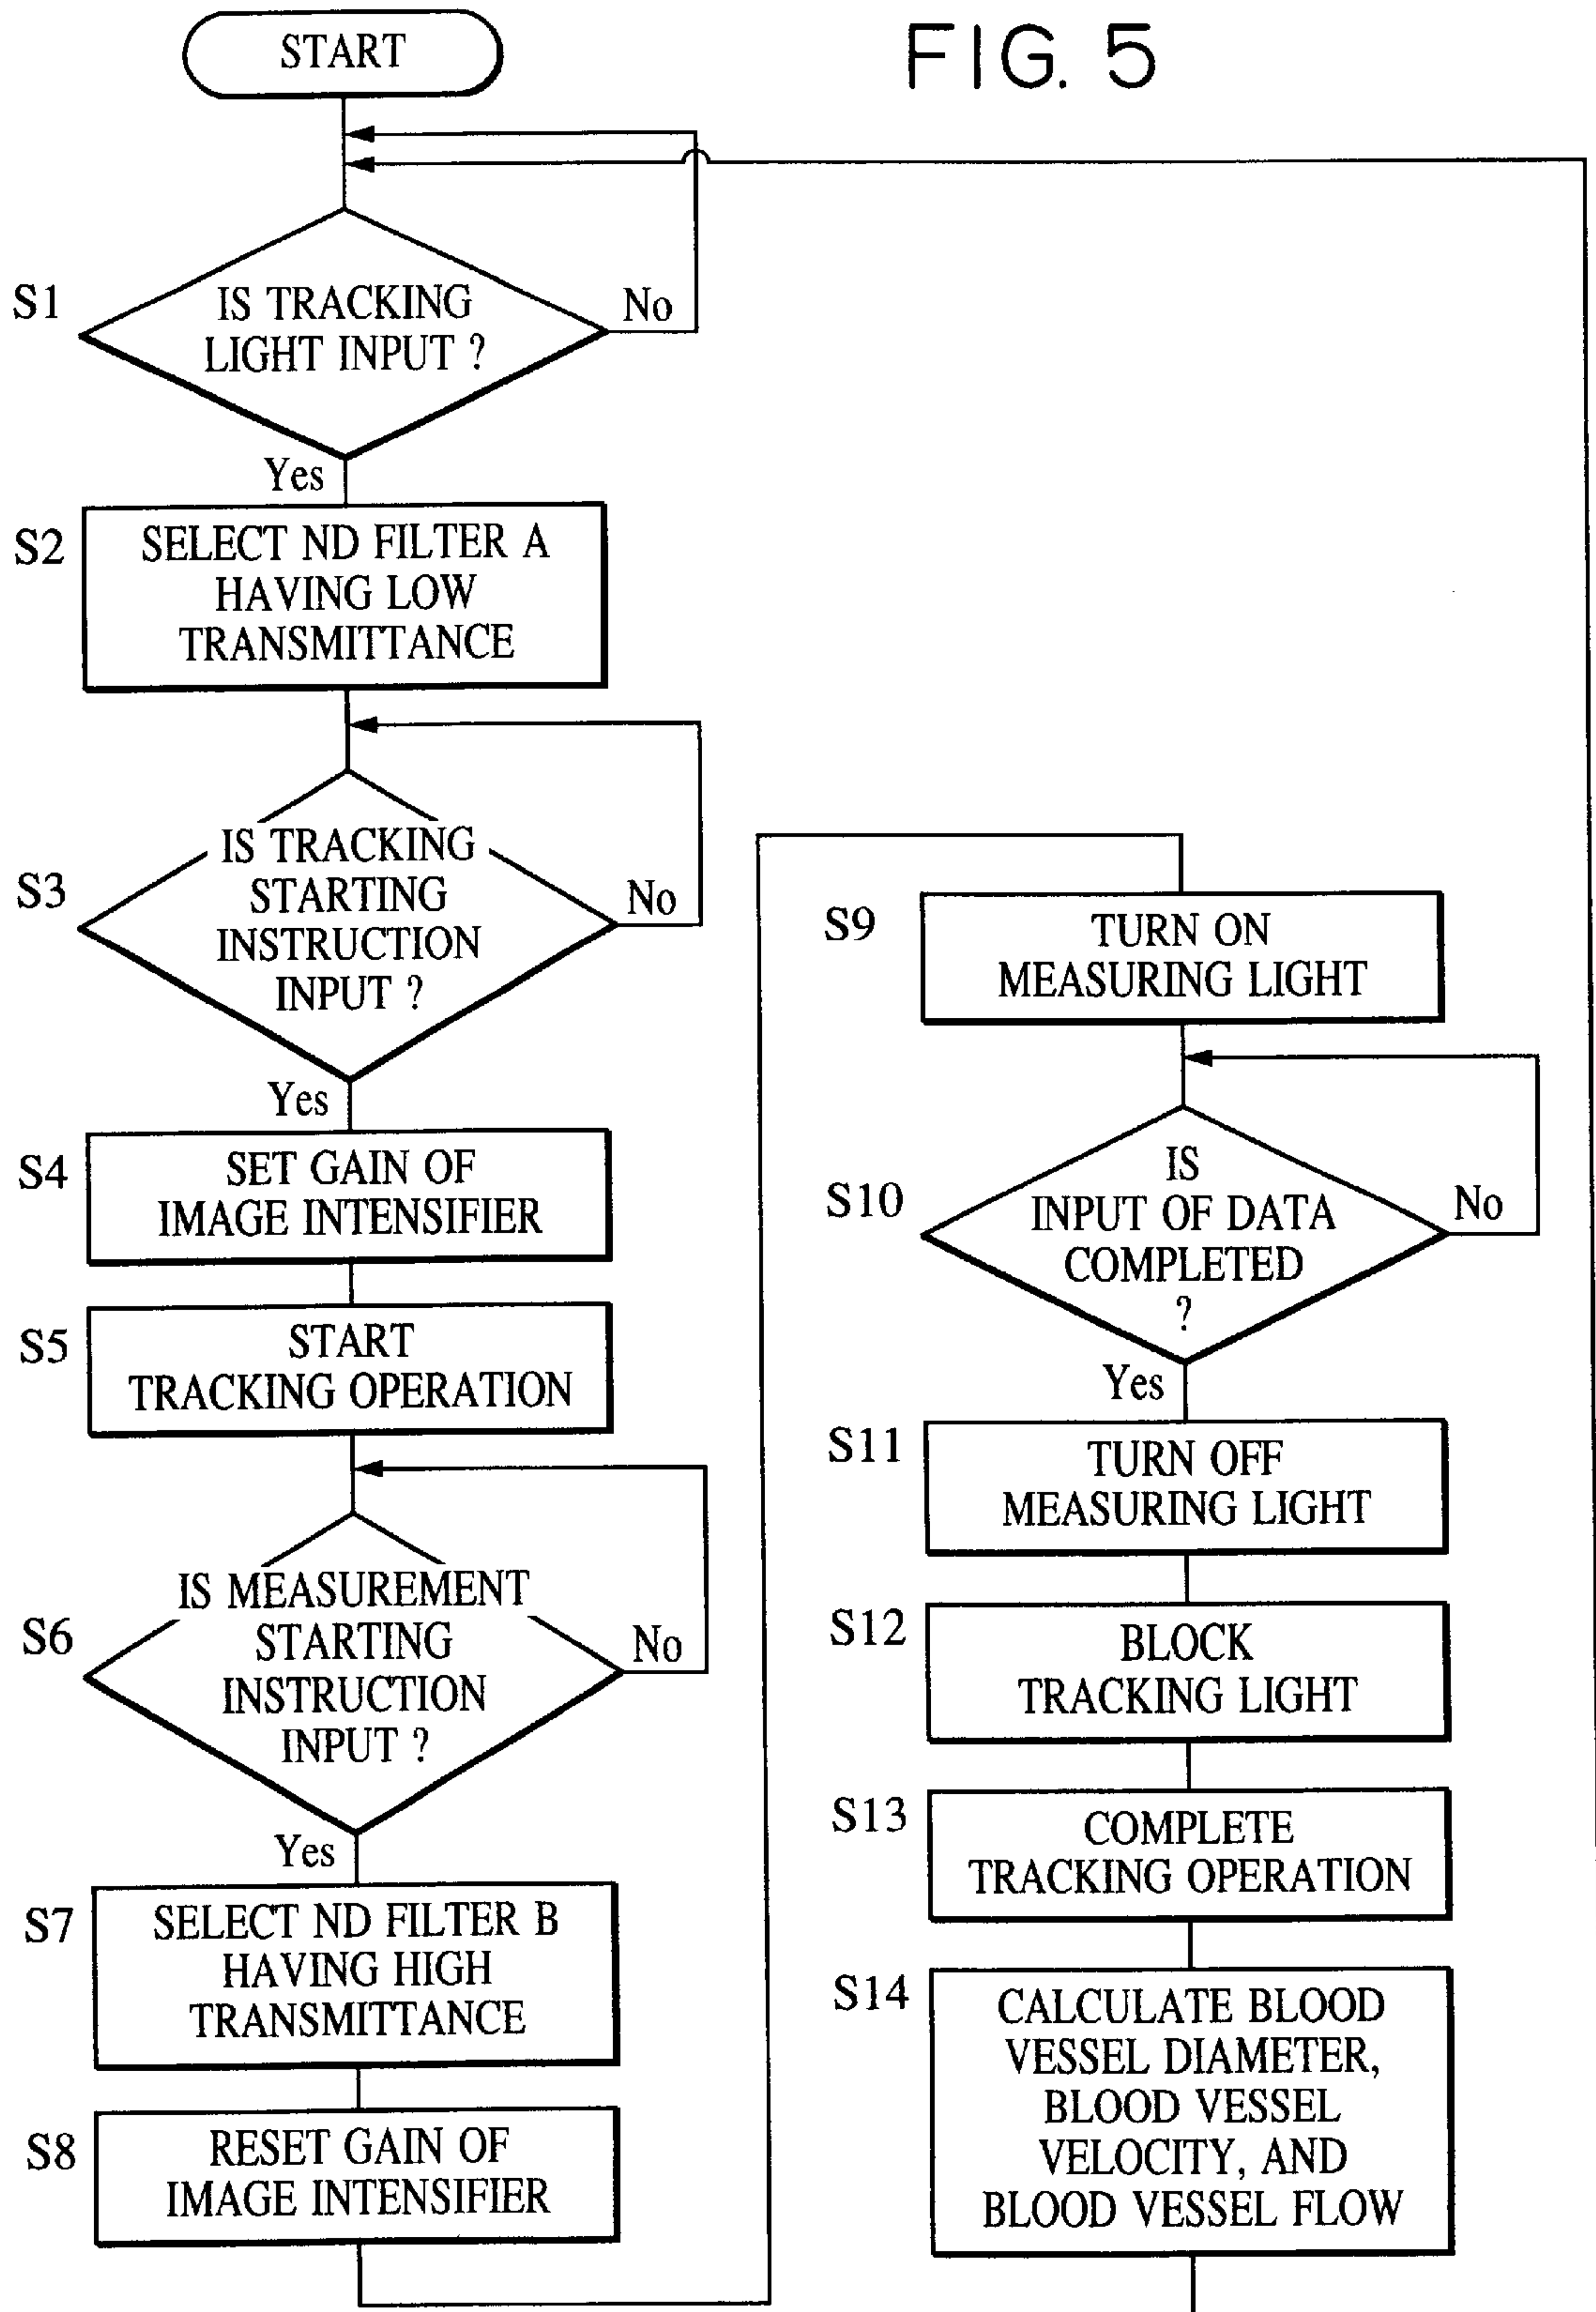 FIG. 5
START
S1
IS TRACKING
LIGHT INPUT ?
No
Yes
S2
SELECT ND FILTER A
HAVING LOW
TRANSMITTANCE
S3
IS TRACKING
STARTING
INSTRUCTION
INPUT ?
No
Yes
S4
SET GAIN OF
IMAGE INTENSIFIER
S5
START
TRACKING OPERATION
S6
IS MEASUREMENT
STARTING
INSTRUCTION
INPUT ?
No
Yes
S7
SELECT ND FILTER B
HAVING HIGH
TRANSMITTANCE
S8
RESET GAIN OF
IMAGE INTENSIFIER
S9
TURN ON
MEASURING LIGHT
S10
IS
INPUT OF DATA
COMPLETED
?
No
Yes
S11
TURN OFF
MEASURING LIGHT
S12
BLOCK
TRACKING LIGHT
S13
COMPLETE
TRACKING OPERATION
S14
CALCULATE BLOOD
VESSEL DIAMETER,
BLOOD VESSEL
VELOCITY, AND
BLOOD VESSEL FLOW